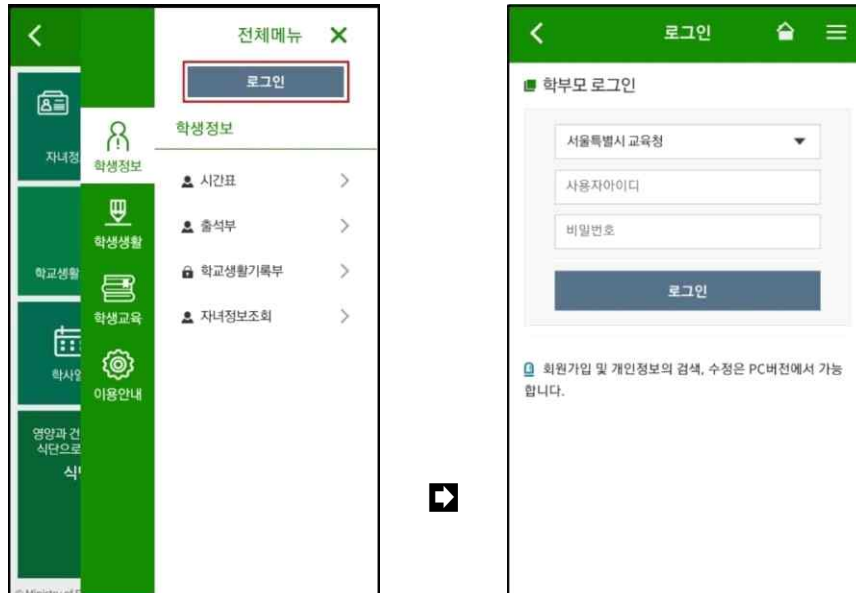 전체메뉴
로그인
학생정보
시간표
출석부
학교생활기록부
자녀정보조회
학생정보
학생생활
학생교육
이용안내
자녀정
학교생활
학사일
영양과 건
식단으로
로그인
학부모 로그인
서울특별시 교육청
사용자아이디
비밀번호
로그인
회원가입 및 개인정보의 검색, 수정은 PC버전에서 가능
합니다.